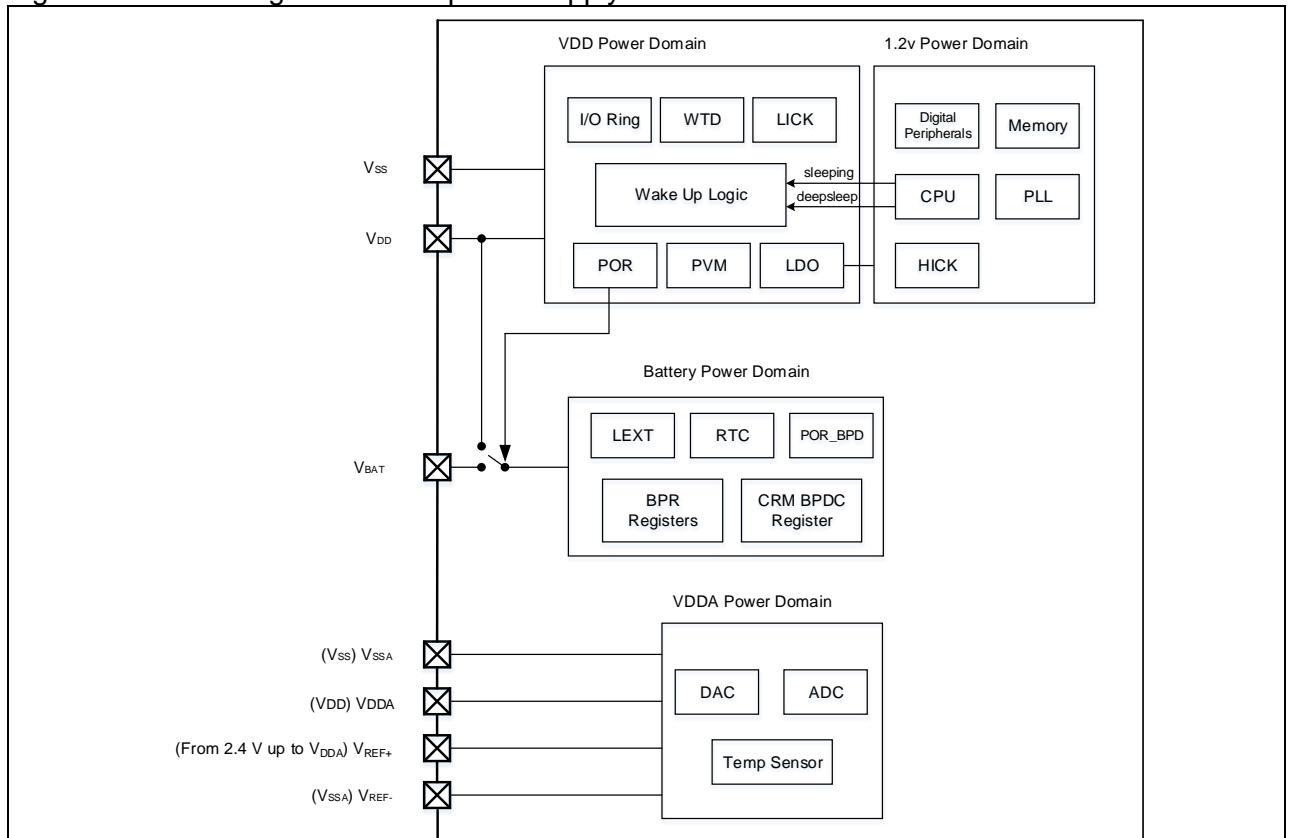 VDD Power Domain
1.2v Power Domain
I/O Ring
WTD
LICK
Digital
Peripherals
Memory
VSS
sleeping
Wake Up Logic
CPU
PLL
deepsleep
VDD
POR
PVM
LDO
HICK
Battery Power Domain
LEXT
RTC
POR_BPD
VBAT
BPR
Registers
CRM BPDC
Register
VDDA Power Domain
(VSS) VSSA
DAC
ADC
(VDD) VDDA
(From 2.4 V up to VDDA) VREF+
Temp Sensor
(VSSA) VREF-